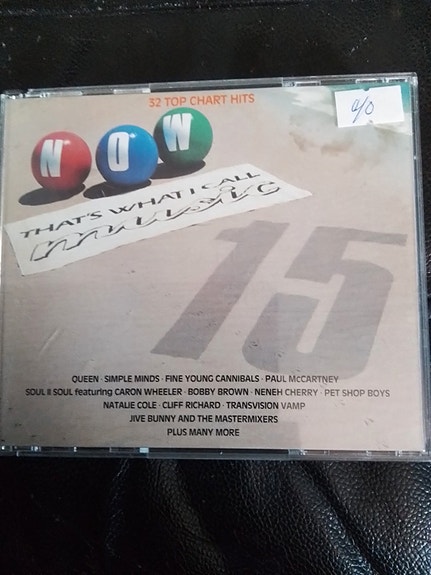 32 TOP CHART HITS
NOW
THAT'S WHAT I CALL
music
15
QUEEN · SIMPLE MINDS · FINE YOUNG CANNIBALS · PAUL McCARTNEY
SOUL II SOUL featuring CARON WHEELER · BOBBY BROWN · NENEH CHERRY · PET SHOP BOYS
NATALIE COLE · CLIFF RICHARD · TRANSVISION VAMP
JIVE BUNNY AND THE MASTERMIXERS
PLUS MANY MORE